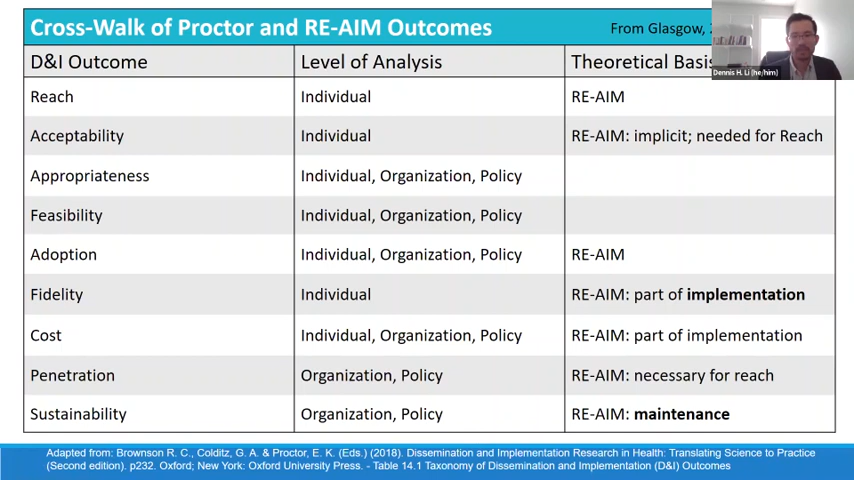 Cross-Walk of Proctor and RE-AIM Outcomes From Glasgow,
D&I Outcome Level of Analysis Theoretical
Reach Individual RE-AIM
Acceptability Individual RE-AIM: implicit; needed for Reach
Appropriateness Individual, Organization, Policy
Feasibility Individual, Organization, Policy
Adoption Individual, Organization, Policy RE-AIM
Fidelity Individual RE-AIM: part of implementation
Cost Individual, Organization, Policy RE-AIM: part of implementation
Penetration Organization, Policy RE-AIM: necessary for reach
Sustainability Organization, Policy RE-AIM: maintenance
Dennis H. Li (he/him)
Adapted from: Brownson R. C., Colditz, G. A. & Proctor, E. K. (Eds.) (2018). Dissemination and Implementation Research in Health: Translating Science to Practice
(Second edition). p232. Oxford; New York: Oxford University Press. - Table 14.1 Taxonomy of Dissemination and Implementation (D&I) Outcomes